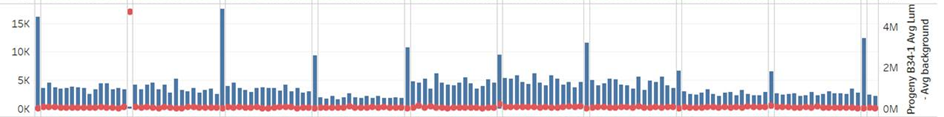 15K
10K
5K
0K
4M
2M
0M
Progeny B34-1 Avg Lum
- Avg background